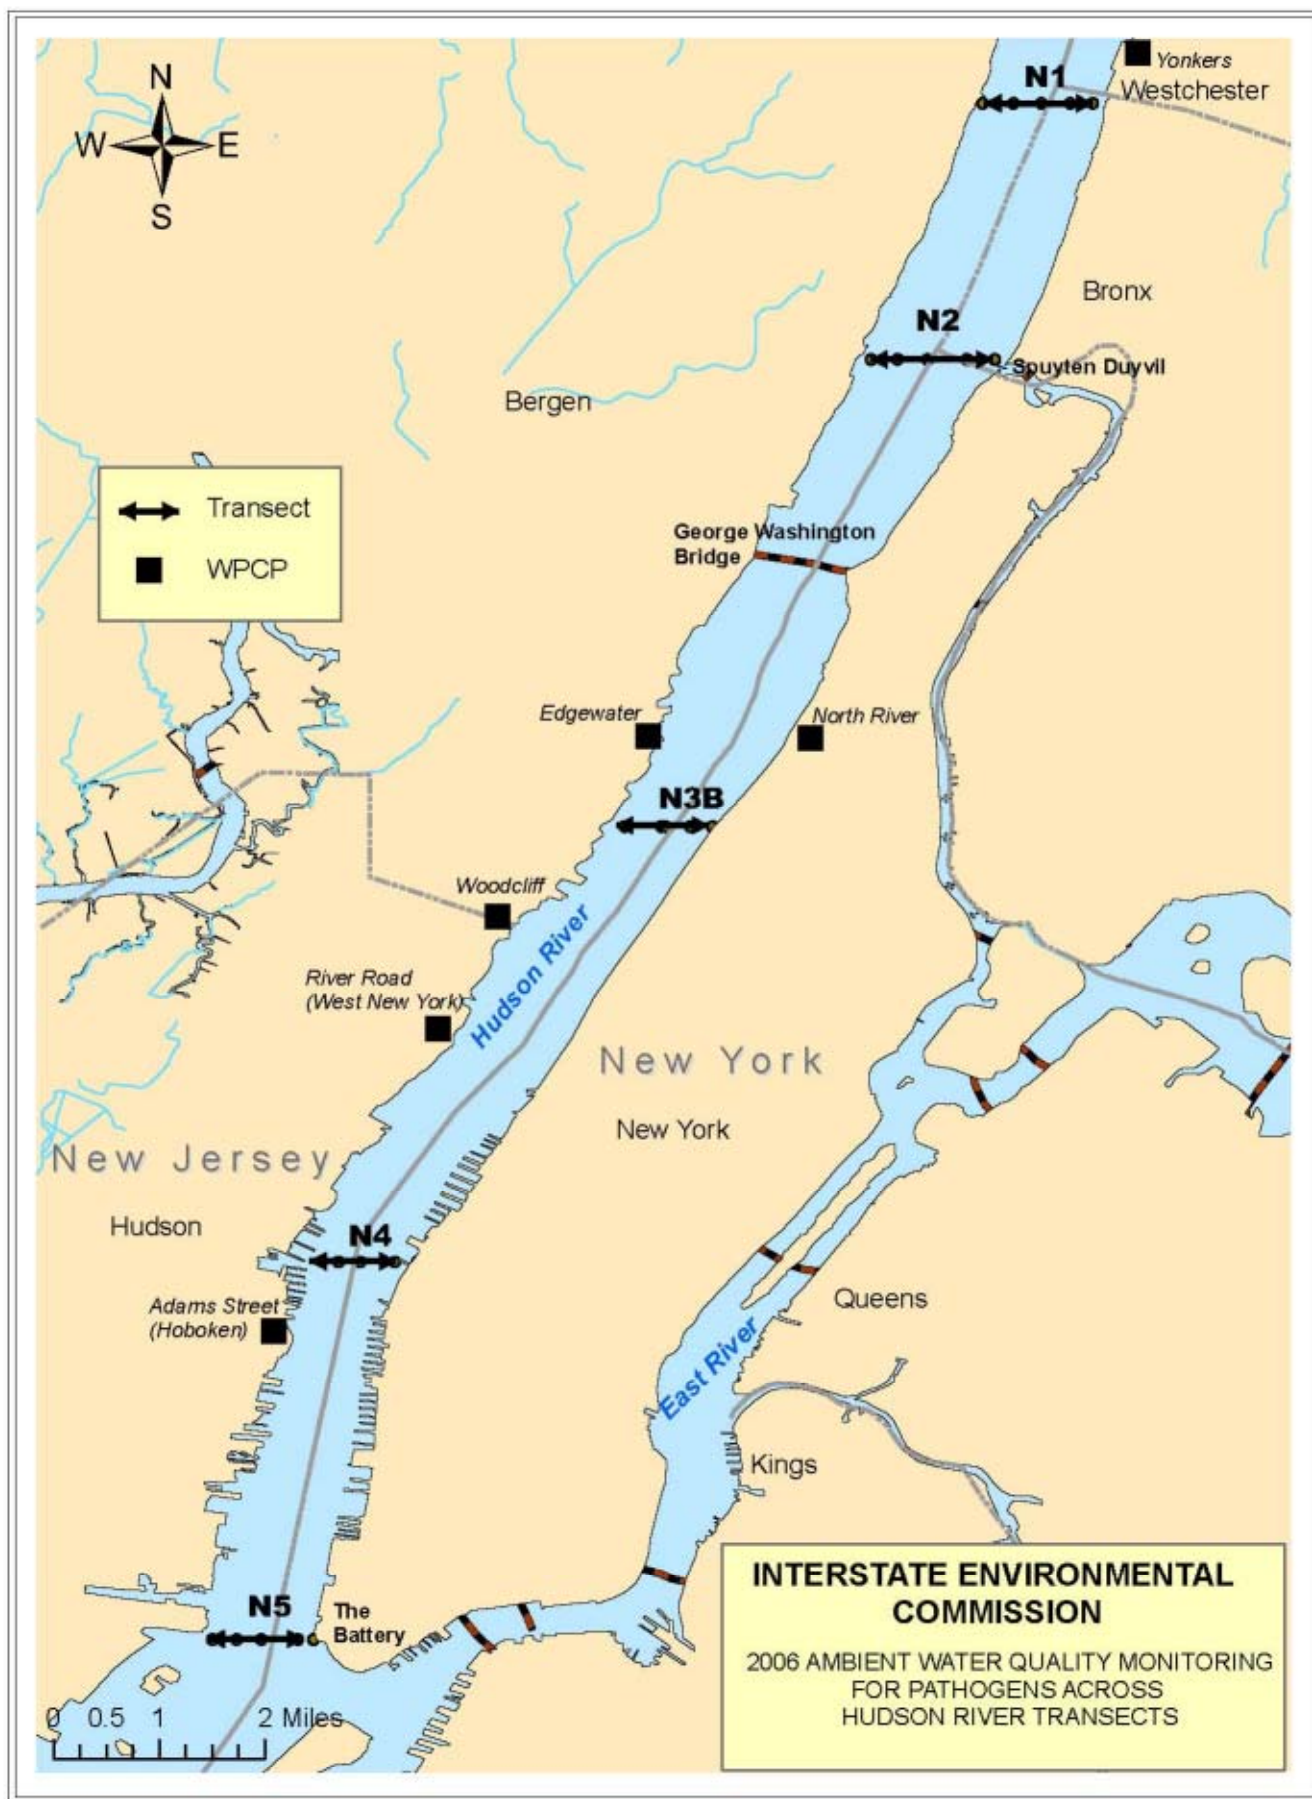 N
W E
S
N1
Yonkers
Westchester
Bronx
N2
Spuyten Duyvil
Bergen
Transect
WPCP
George Washington
Bridge
Edgewater
North River
N3B
Woodcliff
Hudson River
River Road
(West New York)
New York
New York
New Jersey
Hudson
N4
Adams Street
(Hoboken)
Queens
East River
Kings
N5
The
Battery
0 0.5 1 2 Miles
INTERSTATE ENVIRONMENTAL
COMMISSION
2006 AMBIENT WATER QUALITY MONITORING
FOR PATHOGENS ACROSS
HUDSON RIVER TRANSECTS